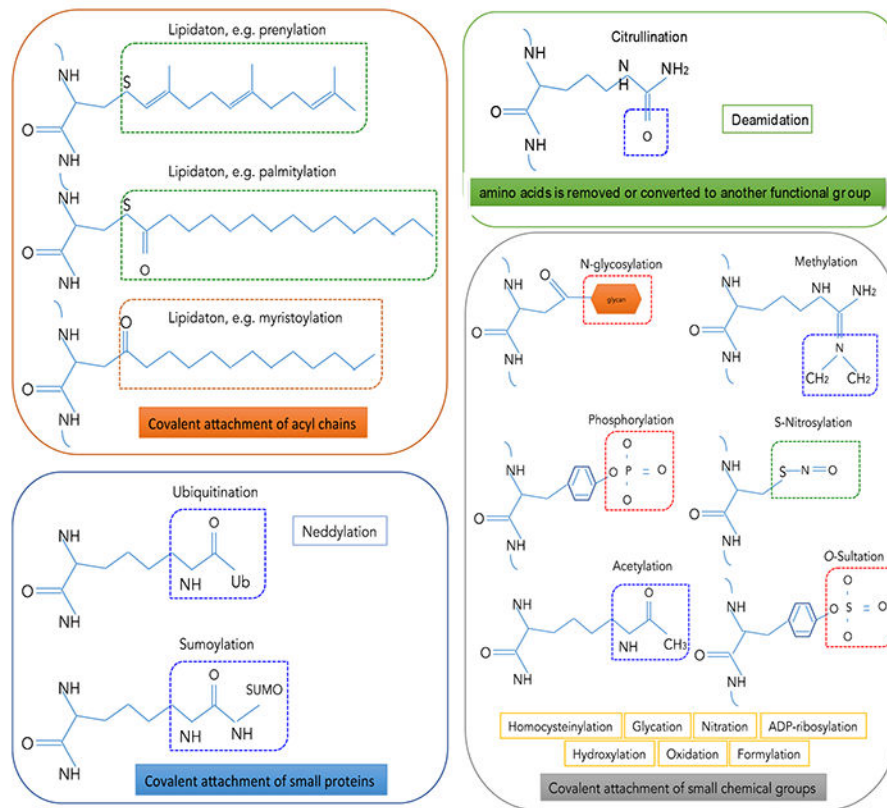 Lipidaton, e.g. prenylation
NH
S
O
NH
Lipidaton, e.g. palmitylation
NH
S
O
O
NH
Lipidaton, e.g. myristoylation
NH
O
O
NH
Covalent attachment of acyl chains
Ubiquitination
Neddylation
NH
O
O
NH
Ub
NH
Sumoylation
NH
O
SUMO
O
NH
NH
NH
Covalent attachment of small proteins
Citrullination
NH
N
H
NH2
O
O
NH
Deamidation
amino acids is removed or converted to another functional group
N-glycosylation
NH
O
glycan
O
NH
Methylation
NH
NH
NH2
O
N
NH
CH2
CH2
Phosphorylation
NH
O
O
P
O
O
O
NH
S-Nitrosylation
NH
S
N
O
O
NH
Acetylation
NH
O
O
NH
CH3
NH
O-Sultation
NH
O
O
S
O
O
O
NH
Homocysteinylation
Glycation
Nitration
ADP-ribosylation
Hydroxylation
Oxidation
Formylation
Covalent attachment of small chemical groups